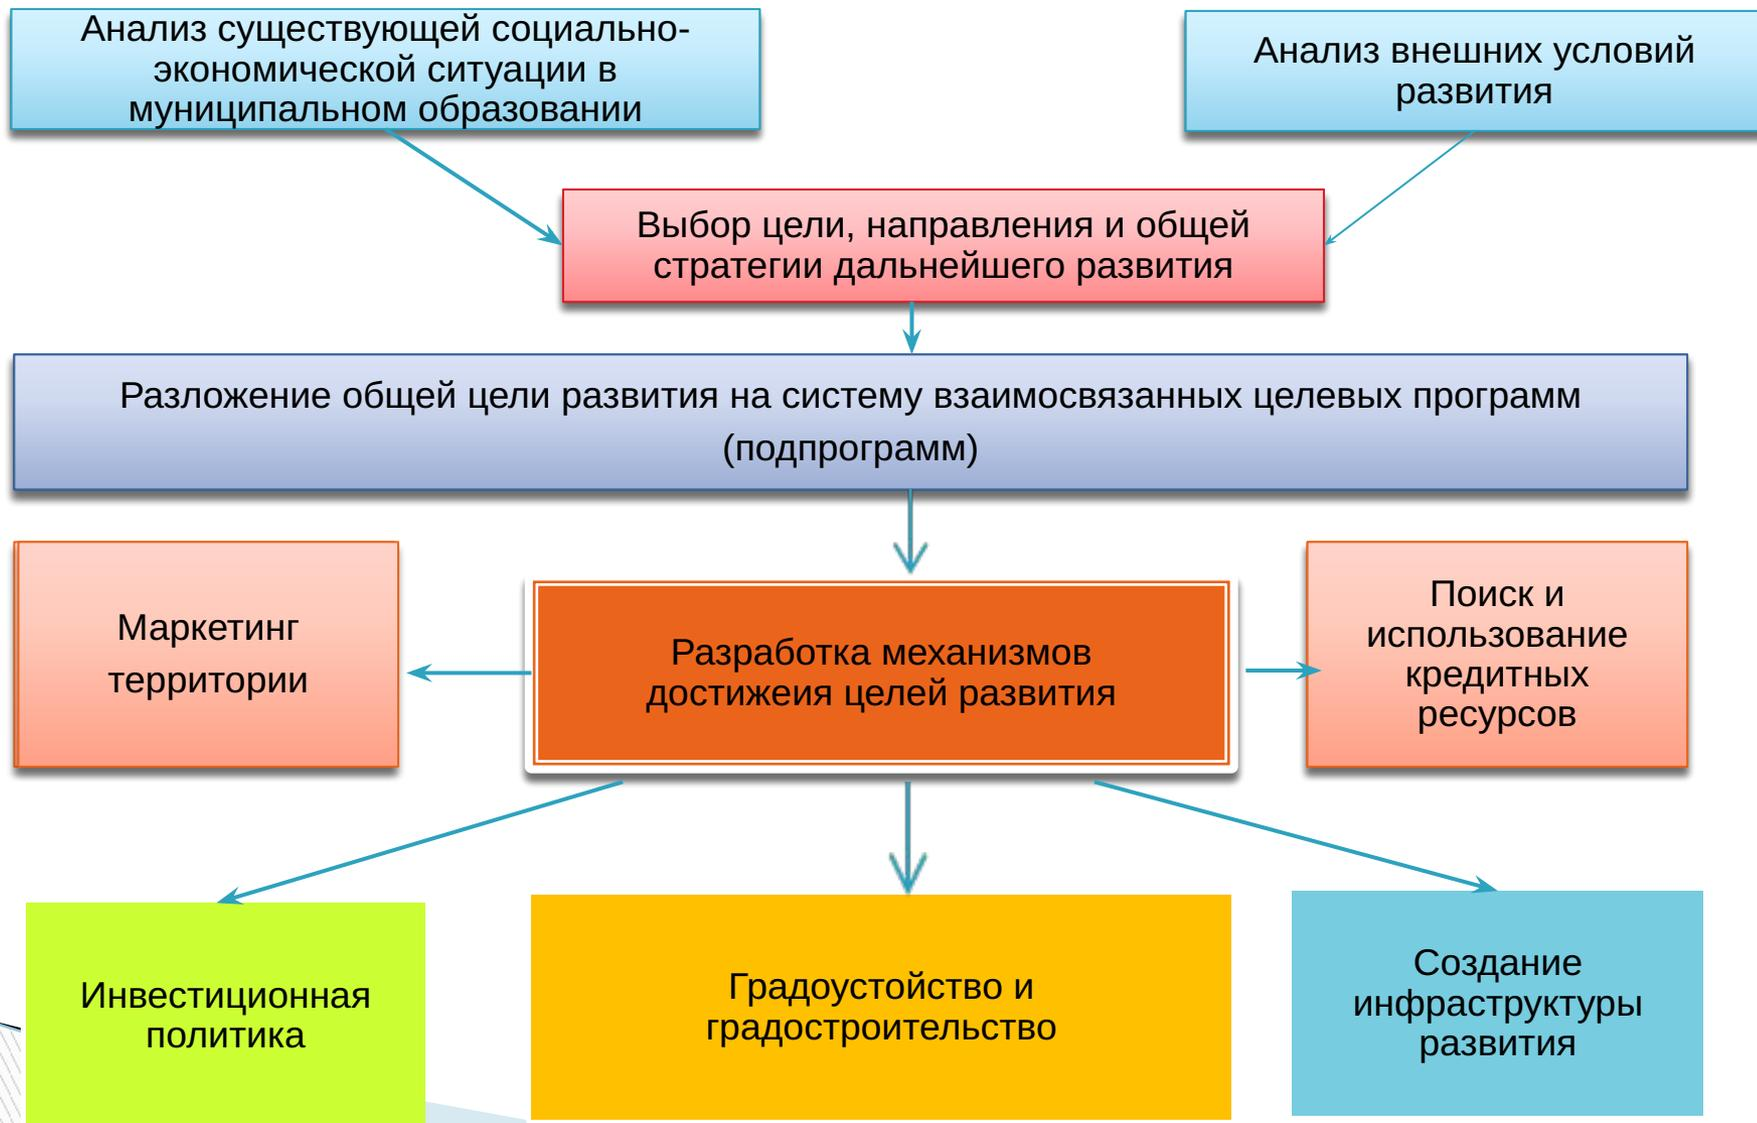 Анализ существующей социально-
экономической ситуации в
муниципальном образовании
Анализ внешних условий
развития
Выбор цели, направления и общей
стратегии дальнейшего развития
Разложение общей цели развития на систему взаимосвязанных целевых программ
(подпрограмм)
Маркетинг
территории
Разработка механизмов
достижеия целей развития
Поиск и
использование
кредитных
ресурсов
Инвестиционная
политика
Градоустойство и
градостроительство
Создание
инфраструктуры
развития